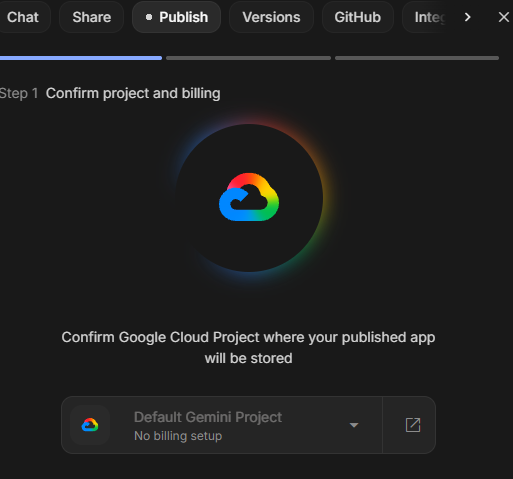 Chat Share Publish Versions GitHub Integ
Step 1 Confirm project and billing
Confirm Google Cloud Project where your published app
will be stored
Default Gemini Project
No billing setup